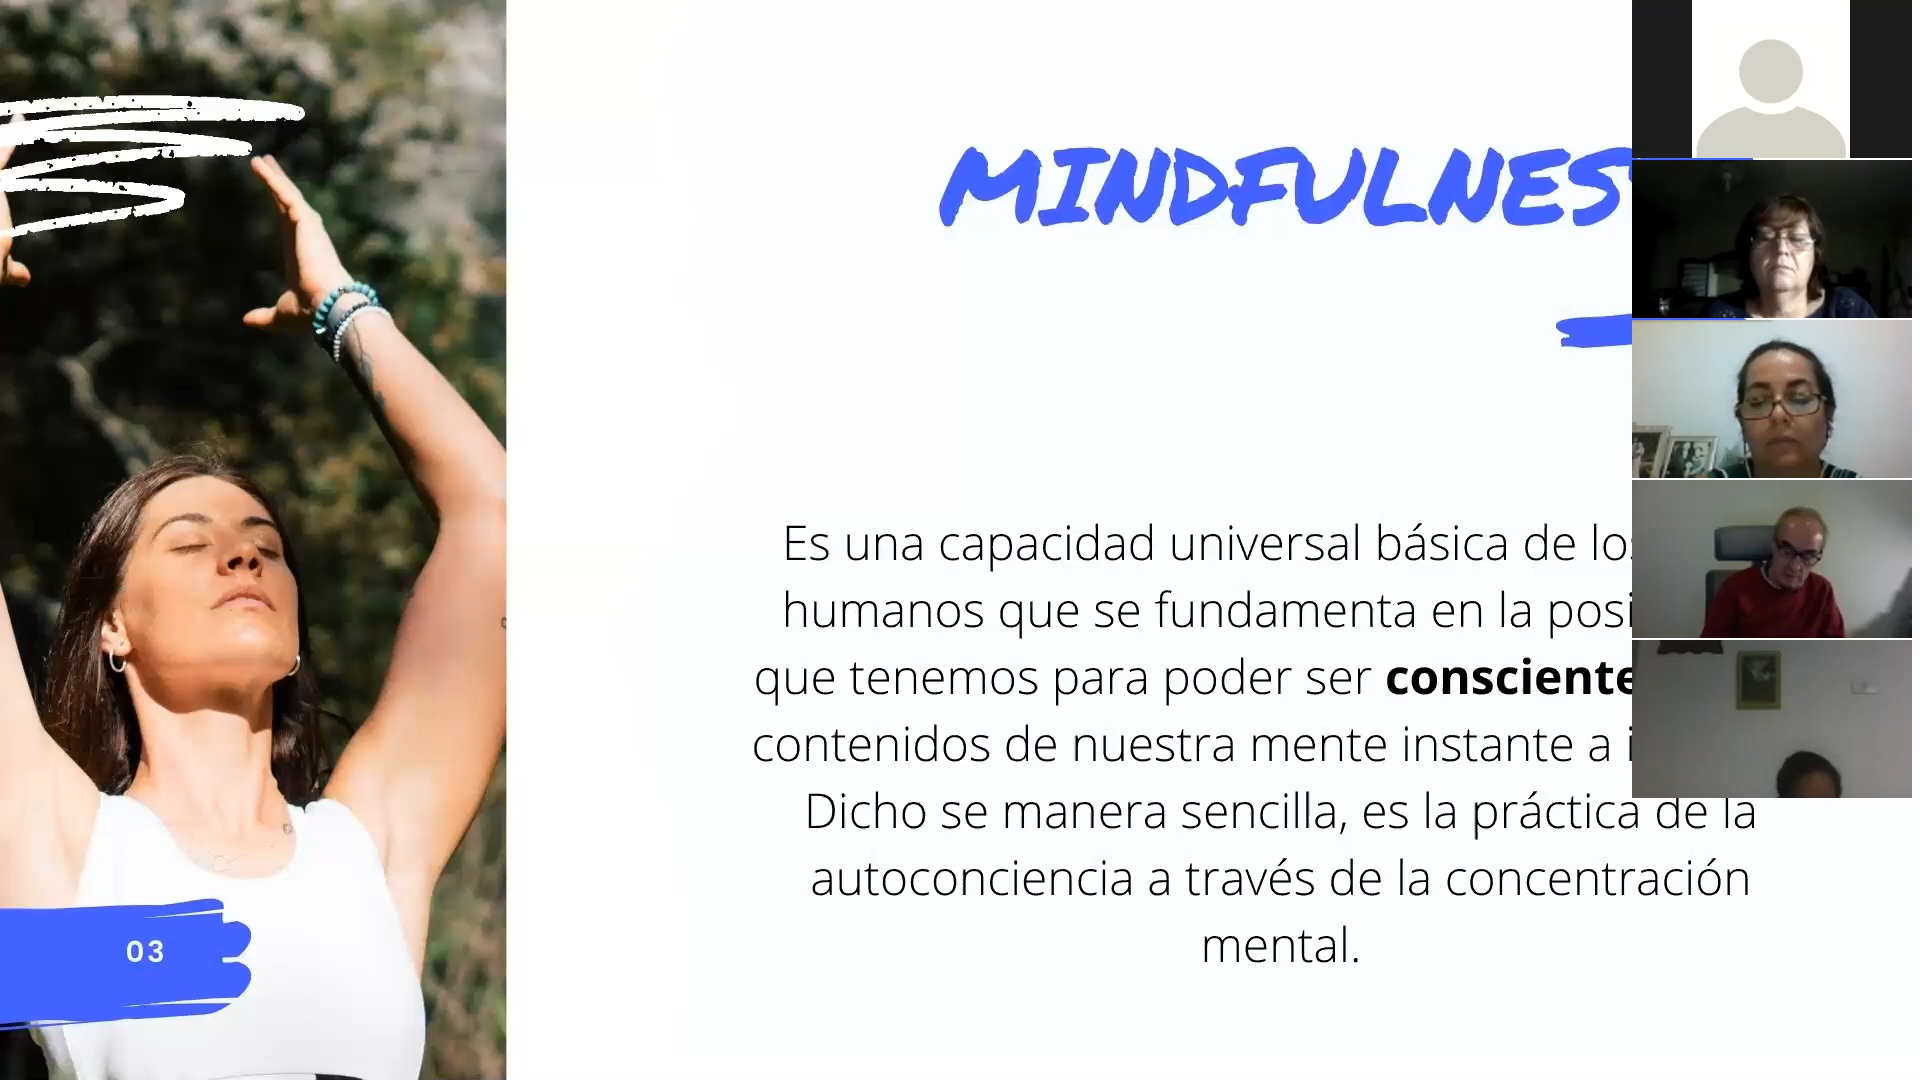 MINDFULNES
Es una capacidad universal básica de los
humanos que se fundamenta en la posi
que tenemos para poder ser consciente
contenidos de nuestra mente instante a i
Dicho se manera sencilla, es la práctica de la
autoconciencia a través de la concentración
mental.
03